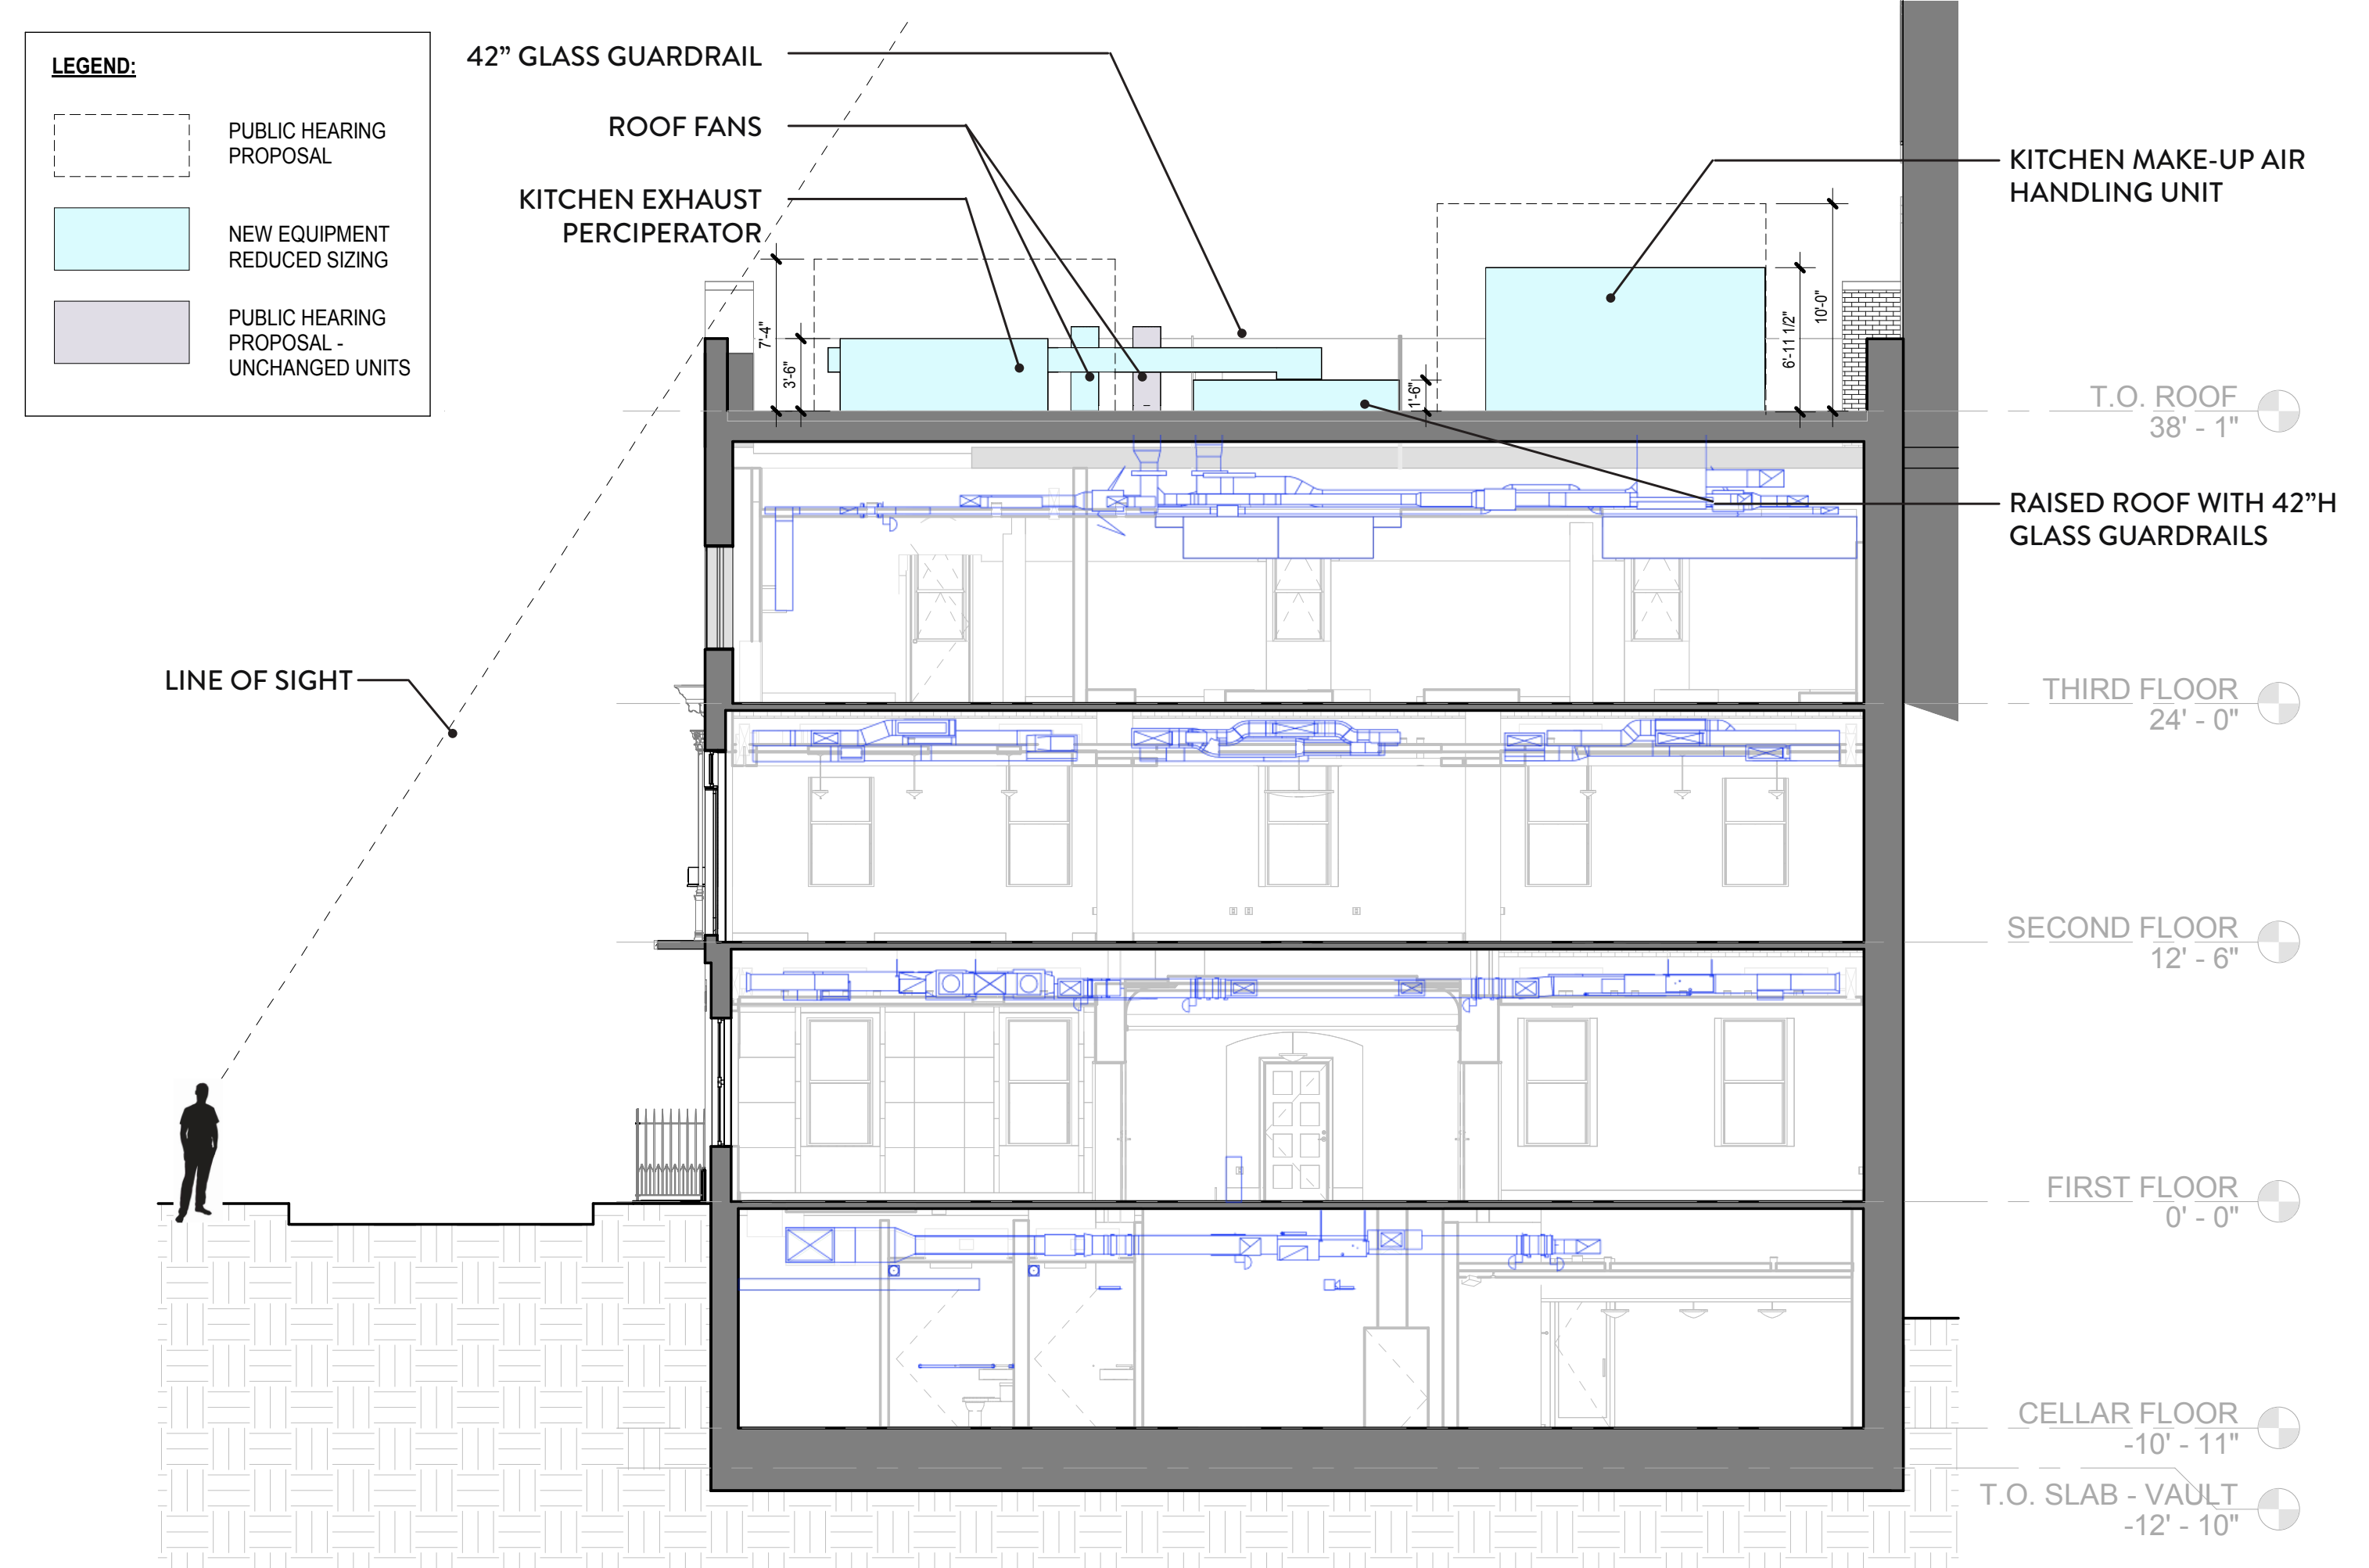 LEGEND:
PUBLIC HEARING
PROPOSAL
NEW EQUIPMENT
REDUCED SIZING
PUBLIC HEARING
PROPOSAL -
UNCHANGED UNITS
42” GLASS GUARDRAIL
ROOF FANS
KITCHEN EXHAUST
PERCIPERATOR
KITCHEN MAKE-UP AIR
HANDLING UNIT
7'-4"
3'-6"
1'-6"
6'-11 1/2"
10'-0"
T.O. ROOF
38' - 1"
RAISED ROOF WITH 42”H
GLASS GUARDRAILS
LINE OF SIGHT
THIRD FLOOR
24' - 0"
SECOND FLOOR
12' - 6"
FIRST FLOOR
0' - 0"
CELLAR FLOOR
-10' - 11"
T.O. SLAB - VAULT
-12' - 10"